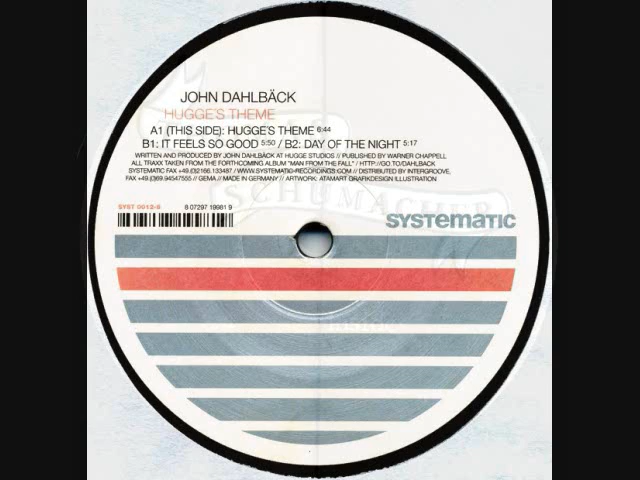 JOHN DAHLBÄCK
HUGGE'S THEME
A1 (THIS SIDE): HUGGE'S THEME 6:44
B1: IT FEELS SO GOOD 5:50 / B2: DAY OF THE NIGHT 5:17
WRITTEN AND PRODUCED BY JOHN DAHLBÄCK AT HUGGE STUDIOS // PUBLISHED BY WARNER CHAPPELL
ALL TRAXX TAKEN FROM THE FORTHCOMING ALBUM "MAN FROM THE FALL" / HTTP://GO.TO/DAHLBACK
SYSTEMATIC FAX +49.(0)2166.133487 / WWW.SYSTEMATIC-RECORDINGS.COM // DISTRIBUTED BY INTERGROOVE,
FAX +49.(0)69.94547555 // GEMA // MADE IN GERMANY // ARTWORK: ATAMART GRAFIKDESIGN ILLUSTRATION
SCHUMACHER
SYST 0012-6 8 07297 19981 9
SYSTEMATIC